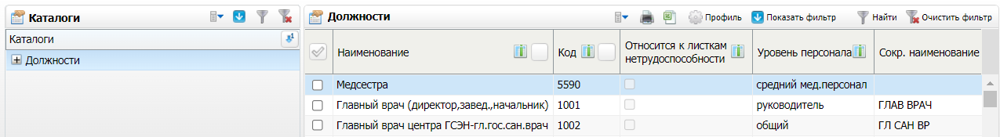 Каталоги
Каталоги
Должности
Должности
Профиль
Показать фильтр
Найти
Очистить фильтр
Наименование
Код
Относится к листкам
нетрудоспособности
Уровень персонала
Сокр. наименование
Медсестра 5590 средний мед.персонал
Главный врач (директор,завед.,начальник) 1001 руководитель ГЛАВ ВРАЧ
Главный врач центра ГСЭН-гл.гос.сан.врач 1002 общий ГЛ САН ВР